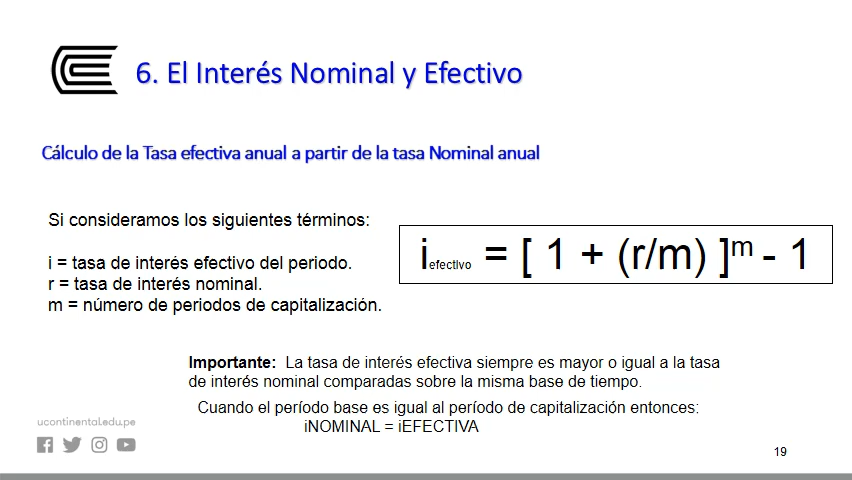 6. El Interés Nominal y Efectivo
Cálculo de la Tasa efectiva anual a partir de la tasa Nominal anual
Si consideramos los siguientes términos:
i = tasa de interés efectivo del periodo.
r = tasa de interés nominal.
m = número de periodos de capitalización.
i efectivo = [ 1 + (r/m) ]^m - 1
Importante: La tasa de interés efectiva siempre es mayor o igual a la tasa
de interés nominal comparadas sobre la misma base de tiempo.
Cuando el período base es igual al período de capitalización entonces:
iNOMINAL = iEFECTIVA
ucontinental.edu.pe
19